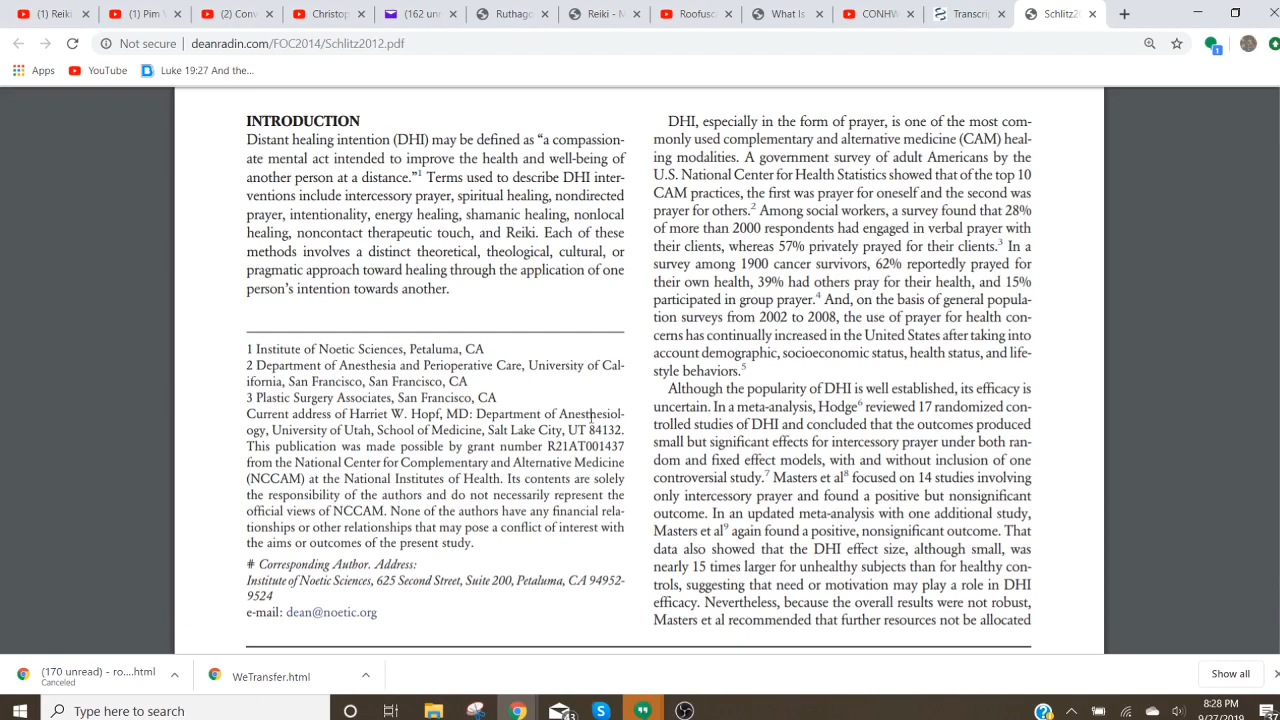 (1) Reiki
(1) Pim V
(2) Conv
Christop
(162 unr
Ruthago
Reiki - M
Roofusc
What Is
CONHW
Transcrip
Schlitz2
Not secure
deanradin.com/FOC2014/Schlitz2012.pdf
1
Apps
YouTube
Luke 19:27 And the...
INTRODUCTION
Distant healing intention (DHI) may be defined as “a compassion-
ate mental act intended to improve the health and well-being of
another person at a distance.”1 Terms used to describe DHI inter-
ventions include intercessory prayer, spiritual healing, nondirected
prayer, intentionality, energy healing, shamanic healing, nonlocal
healing, noncontact therapeutic touch, and Reiki. Each of these
methods involves a distinct theoretical, theological, cultural, or
pragmatic approach toward healing through the application of one
person’s intention towards another.
1 Institute of Noetic Sciences, Petaluma, CA
2 Department of Anesthesia and Perioperative Care, University of Cal-
ifornia, San Francisco, San Francisco, CA
3 Plastic Surgery Associates, San Francisco, CA
Current address of Harriet W. Hopf, MD: Department of Anesthesiol-
ogy, University of Utah, School of Medicine, Salt Lake City, UT 84132.
This publication was made possible by grant number R21AT001437
from the National Center for Complementary and Alternative Medicine
(NCCAM) at the National Institutes of Health. Its contents are solely
the responsibility of the authors and do not necessarily represent the
official views of NCCAM. None of the authors have any financial rela-
tionships or other relationships that may pose a conflict of interest with
the aims or outcomes of the present study.
# Corresponding Author. Address:
Institute of Noetic Sciences, 625 Second Street, Suite 200, Petaluma, CA 94952-
9524
e-mail: dean@noetic.org
DHI, especially in the form of prayer, is one of the most com-
monly used complementary and alternative medicine (CAM) heal-
ing modalities. A government survey of adult Americans by the
U.S. National Center for Health Statistics showed that of the top 10
CAM practices, the first was prayer for oneself and the second was
prayer for others.2 Among social workers, a survey found that 28%
of more than 2000 respondents had engaged in verbal prayer with
their clients, whereas 57% privately prayed for their clients.3 In a
survey among 1900 cancer survivors, 62% reportedly prayed for
their own health, 39% had others pray for their health, and 15%
participated in group prayer.4 And, on the basis of general popula-
tion surveys from 2002 to 2008, the use of prayer for health con-
cerns has continually increased in the United States after taking into
account demographic, socioeconomic status, health status, and life-
style behaviors.5
Although the popularity of DHI is well established, its efficacy is
uncertain. In a meta-analysis, Hodge6 reviewed 17 randomized con-
trolled studies of DHI and concluded that the outcomes produced
small but significant effects for intercessory prayer under both ran-
dom and fixed effect models, with and without inclusion of one
controversial study.7 Masters et al8 focused on 14 studies involving
only intercessory prayer and found a positive but nonsignificant
outcome. In an updated meta-analysis with one additional study,
Masters et al9 again found a positive, nonsignificant outcome. That
data also showed that the DHI effect size, although small, was
nearly 15 times larger for unhealthy subjects than for healthy con-
trols, suggesting that need or motivation may play a role in DHI
efficacy. Nevertheless, because the overall results were not robust,
Masters et al recommended that further resources not be allocated
(170 unread) - ro....html
Canceled
WeTransfer.html
Show all
Type here to search
43
8:28 PM
9/27/2019